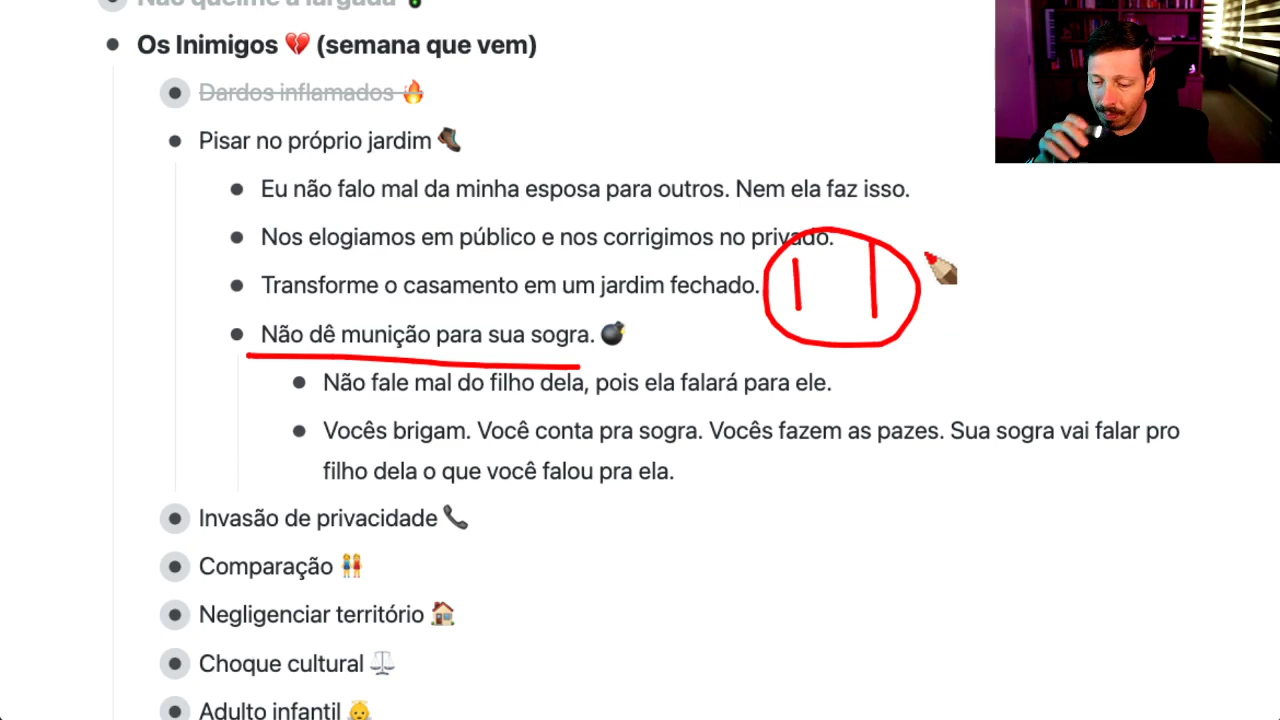 Não queime a largada 🚦
Os Inimigos 💔 (semana que vem)
Dardos inflamados 🔥
Pisar no próprio jardim 🥾
Eu não falo mal da minha esposa para outros. Nem ela faz isso.
Nos elogiamos em público e nos corrigimos no privado.
Transforme o casamento em um jardim fechado.
Não dê munição para sua sogra. 💣
Não fale mal do filho dela, pois ela falará para ele.
Vocês brigam. Você conta pra sogra. Vocês fazem as pazes. Sua sogra vai falar pro
filho dela o que você falou pra ela.
Invasão de privacidade 📞
Comparação 👭
Negligenciar território 🏠
Choque cultural ⚖️
Adulto infantil 👼